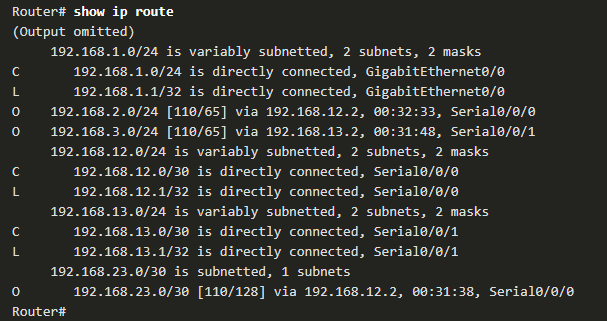 Router# show ip route
(Output omitted)
     192.168.1.0/24 is variably subnetted, 2 subnets, 2 masks
C       192.168.1.0/24 is directly connected, GigabitEthernet0/0
L       192.168.1.1/32 is directly connected, GigabitEthernet0/0
O    192.168.2.0/24 [110/65] via 192.168.12.2, 00:32:33, Serial0/0/0
O    192.168.3.0/24 [110/65] via 192.168.13.2, 00:31:48, Serial0/0/1
     192.168.12.0/24 is variably subnetted, 2 subnets, 2 masks
C       192.168.12.0/30 is directly connected, Serial0/0/0
L       192.168.12.1/32 is directly connected, Serial0/0/0
     192.168.13.0/24 is variably subnetted, 2 subnets, 2 masks
C       192.168.13.0/30 is directly connected, Serial0/0/1
L       192.168.13.1/32 is directly connected, Serial0/0/1
     192.168.23.0/30 is subnetted, 1 subnets
O       192.168.23.0/30 [110/128] via 192.168.12.2, 00:31:38, Serial0/0/0
Router#